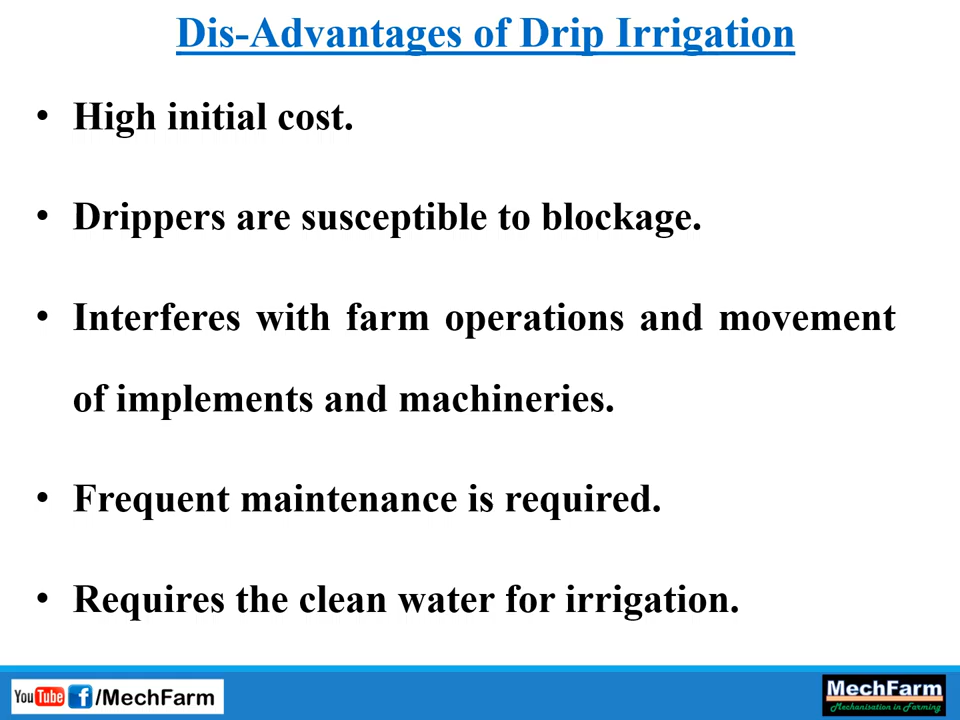 Dis-Advantages of Drip Irrigation
• High initial cost.
• Drippers are susceptible to blockage.
• Interferes with farm operations and movement
of implements and machineries.
• Frequent maintenance is required.
• Requires the clean water for irrigation.
YouTube f /MechFarm
MechFarm
Mechanisation in Farming